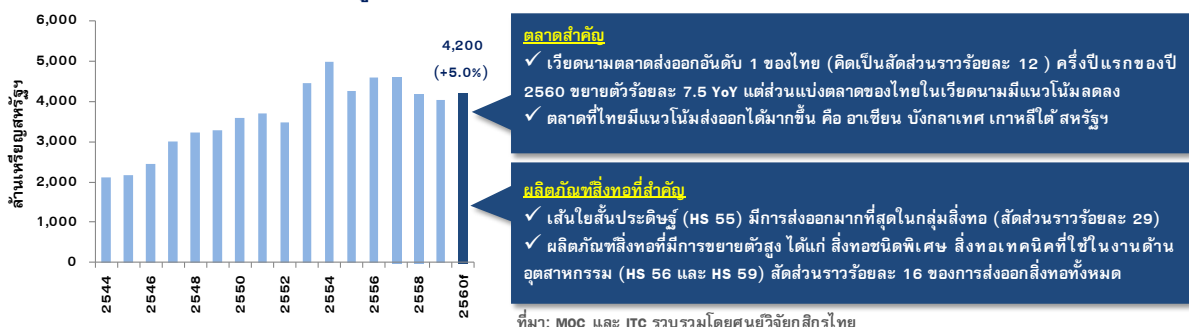 6,000
5,000
4,000
3,000
2,000
1,000
0
ล้านเหรียญสหรัฐฯ
4,200
(+5.0%)
2544
2546
2548
2550
2552
2554
2556
2558
2560f
ตลาดสำคัญ
✓ เวียดนามตลาดส่งออกอันดับ 1 ของไทย (คิดเป็นสัดส่วนราวร้อยละ 12 ) ครึ่งปีแรกของปี
2560 ขยายตัวร้อยละ 7.5 YoY แต่ส่วนแบ่งตลาดของไทยในเวียดนามมีแนวโน้มลดลง
✓ ตลาดที่ไทยมีแนวโน้มส่งออกได้มากขึ้น คือ อาเซียน บังกลาเทศ เกาหลีใต้ สหรัฐฯ
ผลิตภัณฑ์สิ่งทอที่สำคัญ
✓ เส้นใยสั้นประดิษฐ์ (HS 55) มีการส่งออกมากที่สุดในกลุ่มสิ่งทอ (สัดส่วนราวร้อยละ 29)
✓ ผลิตภัณฑ์สิ่งทอที่มีการขยายตัวสูง ได้แก่ สิ่งทอชนิดพิเศษ สิ่งทอเทคนิคที่ใช้ในงานด้าน
อุตสาหกรรม (HS 56 และ HS 59) สัดส่วนราวร้อยละ 16 ของการส่งออกสิ่งทอทั้งหมด
ที่มา: MOC และ ITC รวบรวมโดยศูนย์วิจัยกสิกรไทย